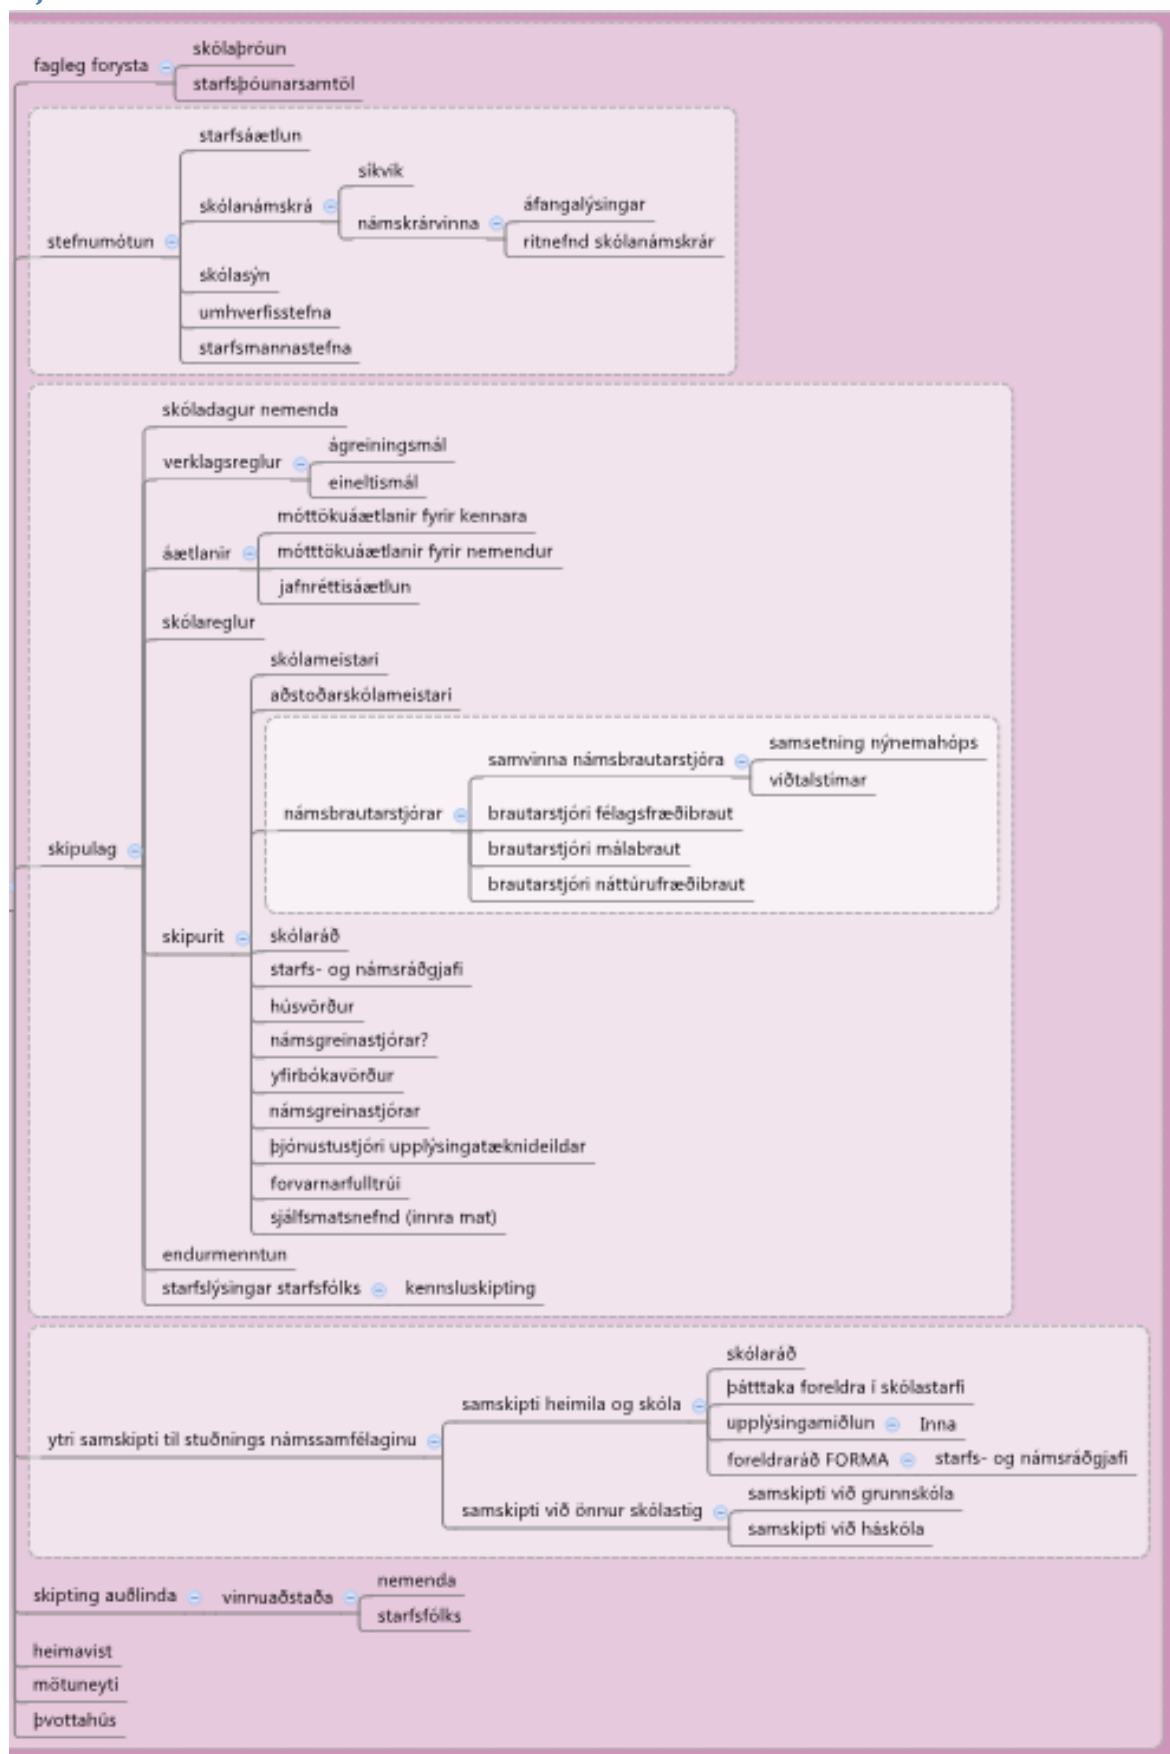 fagleg forysta
skólaþróun
starfsþóunarsamtöl
stefnumótun
starfsáætlun
skólanámskrá
síkvik
námskrárvinna
áfangalýsingar
ritnefnd skólanámskrár
skólasýn
umhverfisstefna
starfsmannastefna
skipulag
skóladagur nemenda
verklagsreglur
ágreiningsmál
eineltismál
áætlanir
móttökuáætlanir fyrir kennara
mótttökuáætlanir fyrir nemendur
jafnréttisáætlun
skólareglur
skipurit
skólameistari
aðstoðarskólameistari
námsbrautarstjórar
samvinna námsbrautarstjóra
samsetning nýnemahóps
viðtalstímar
brautarstjóri félagsfræðibraut
brautarstjóri málabraut
brautarstjóri náttúrufræðibraut
skólaráð
starfs- og námsráðgjafi
húsvörður
námsgreinastjórar?
yfirbókavörður
námsgreinastjórar
þjónustustjóri upplýsingatæknideildar
forvarnarfulltrúi
sjálfsmatsnefnd (innra mat)
endurmenntun
starfslýsingar starfsfólks
kennsluskipting
ytri samskipti til stuðnings námssamfélaginu
samskipti heimila og skóla
skólaráð
þátttaka foreldra í skólastarfi
upplýsingamiðlun
Inna
foreldraráð FORMA
starfs- og námsráðgjafi
samskipti við önnur skólastig
samskipti við grunnskóla
samskipti við háskóla
skipting auðlinda
vinnuaðstaða
nemenda
starfsfólks
heimavist
mötuneyti
þvottahús